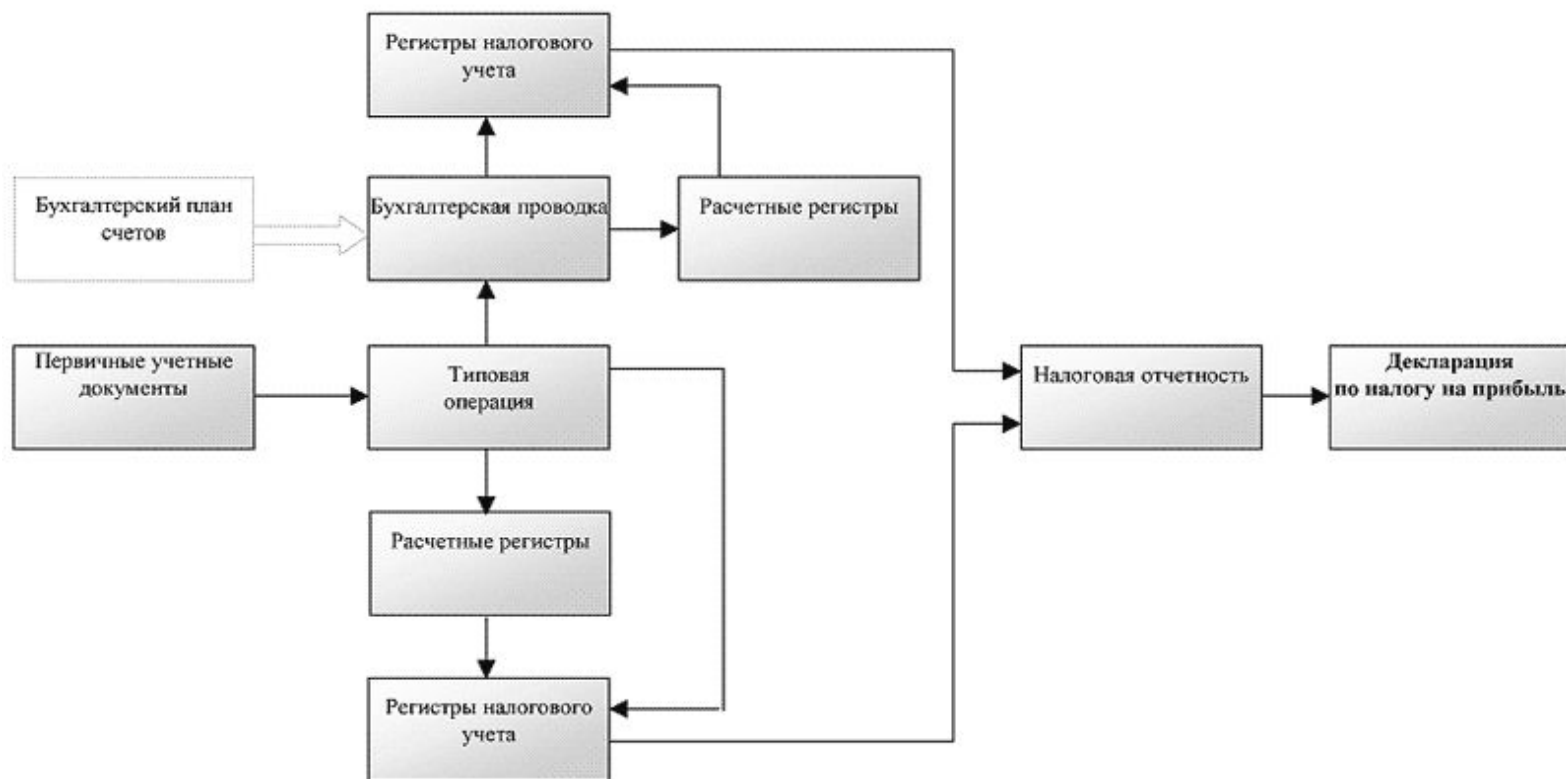 Регистры налогового
учета
Бухгалтерский план
счетов
Бухгалтерская проводка
Расчетные регистры
Первичные учетные
документы
Типовая
операция
Налоговая отчетность
Декларация
по налогу на прибыль
Расчетные регистры
Регистры налогового
учета